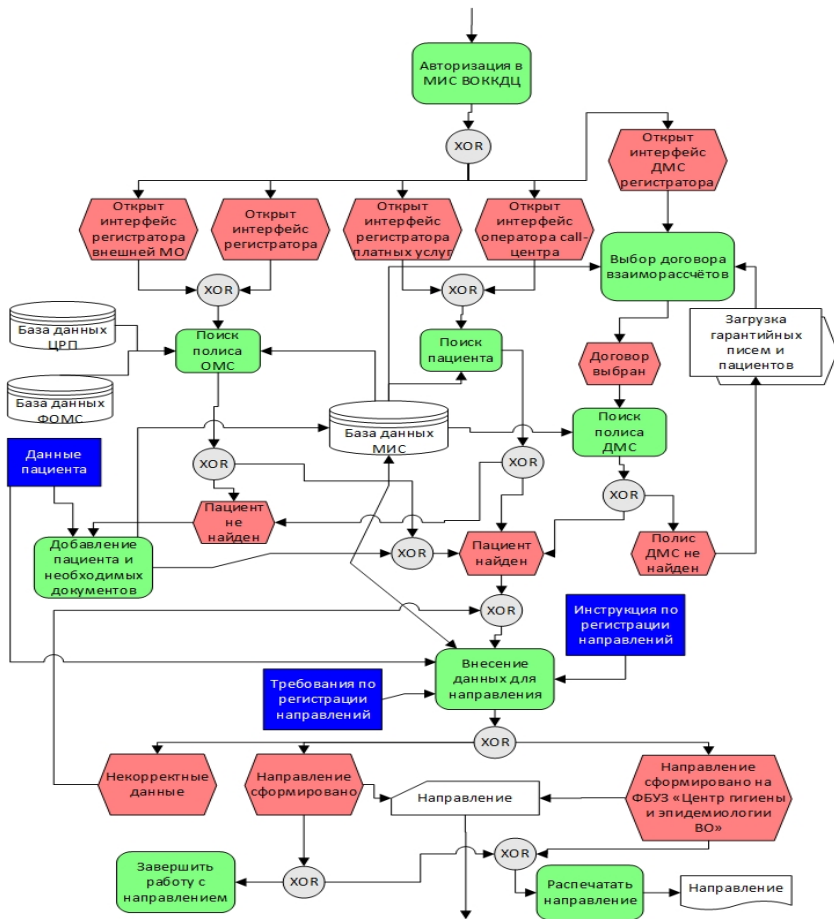 Авторизация в
МИС ВОККДЦ
XOR
Открыт
интерфейс
ДМС
регистратора
Открыт
интерфейс
регистратора
внешней МО
Открыт
интерфейс
регистратора
Открыт
интерфейс
регистратора
платных услуг
Открыт
интерфейс
оператора call-
центра
Выбор договора
взаиморассчётов
XOR
XOR
База данных
ЦРП
Поиск
полиса
ОМС
Поиск
пациента
Загрузка
гарантийных
писем и
пациентов
Договор
выбран
База данных
ФОМС
База данных
МИС
Поиск
полиса
ДМС
Данные
пациента
XOR
XOR
XOR
Пациент
не
найден
Добавление
пациента и
необходимых
документов
XOR
Пациент
найден
Полис
ДМС не
найден
XOR
Инструкция по
регистрации
направлений
Внесение
данных для
направления
Требования по
регистрации
направлений
XOR
Некорректные
данные
Направление
сформировано
Направление
Направление
сформировано на
ФБУЗ «Центр гигиены
и эпидемиологии
ВО»
Завершить
работу с
направлением
XOR
XOR
Распечатать
направление
Направление